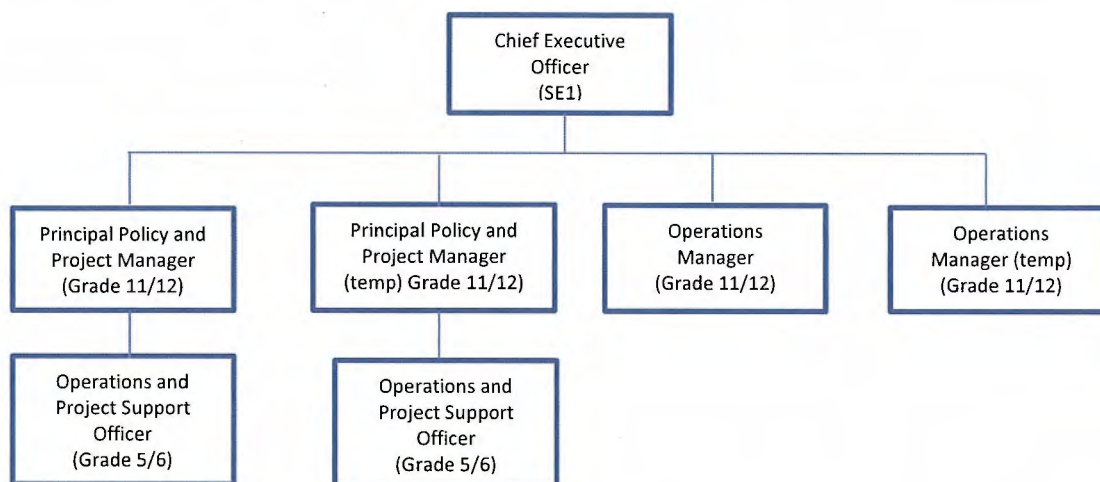 Chief Executive
Officer
(SE1)
Principal Policy and
Project Manager
(Grade 11/12)
Principal Policy and
Project Manager
(temp) Grade 11/12)
Operations
Manager
(Grade 11/12)
Operations
Manager (temp)
(Grade 11/12)
Operations and
Project Support
Officer
(Grade 5/6)
Operations and
Project Support
Officer
(Grade 5/6)